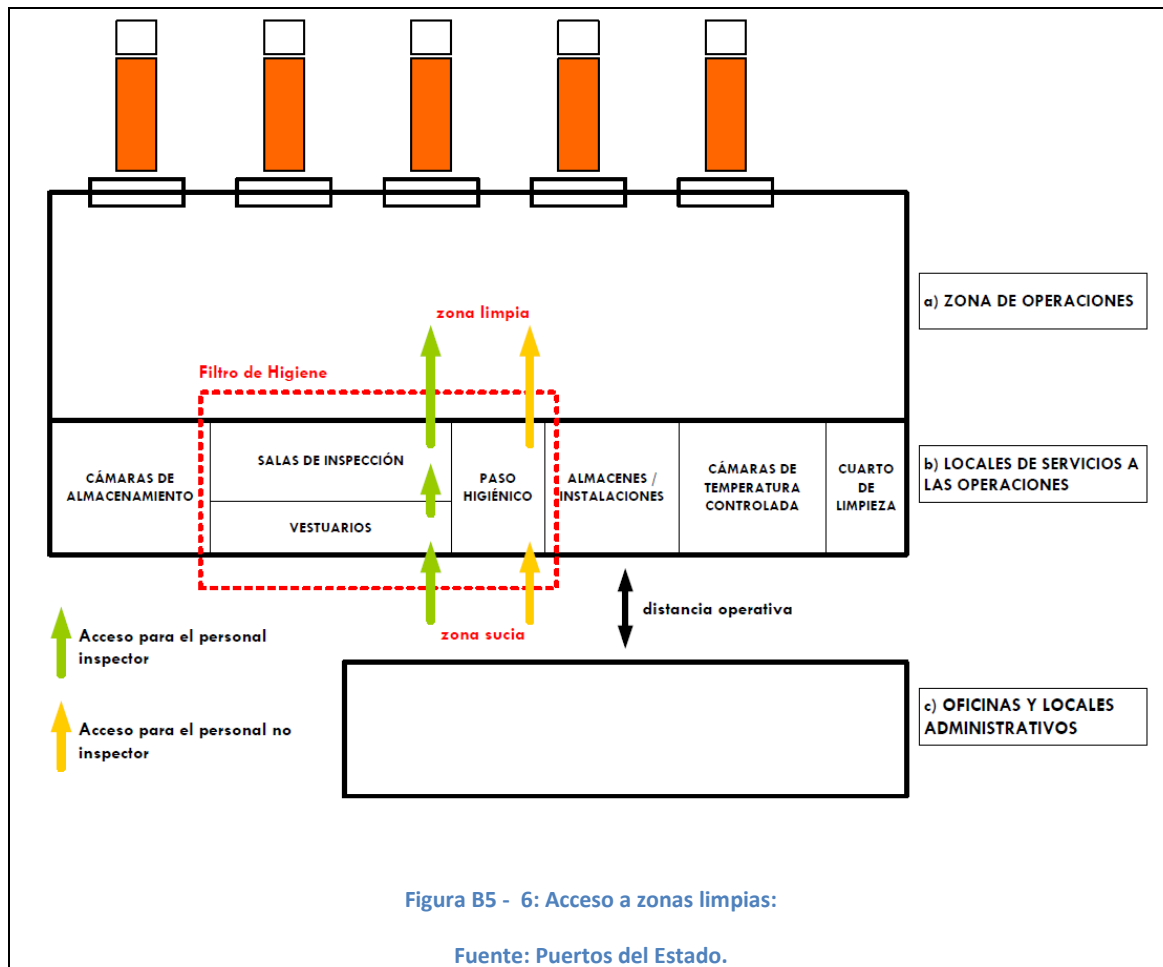 zona limpia
a) ZONA DE OPERACIONES
Filtro de Higiene
CÁMARAS DE
ALMACENAMIENTO
SALAS DE INSPECCIÓN
VESTUARIOS
PASO
HIGIÉNICO
ALMACENES /
INSTALACIONES
CÁMARAS DE
TEMPERATURA
CONTROLADA
CUARTO
DE
LIMPIEZA
b) LOCALES DE SERVICIOS A
LAS OPERACIONES
zona sucia
distancia operativa
Acceso para el personal
inspector
Acceso para el personal no
inspector
c) OFICINAS Y LOCALES
ADMINISTRATIVOS
Figura B5 - 6: Acceso a zonas limpias:
Fuente: Puertos del Estado.